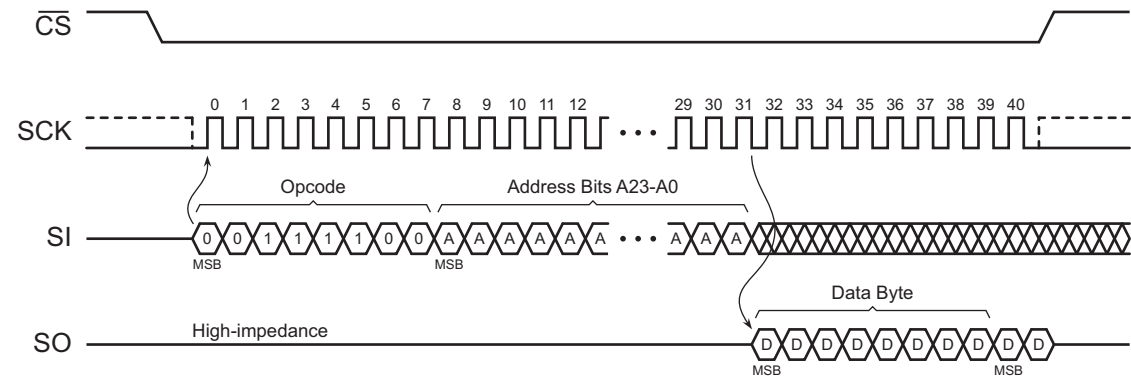 CS
0 1 2 3 4 5 6 7 8 9 10 11 12 29 30 31 32 33 34 35 36 37 38 39 40
SCK
Opcode Address Bits A23-A0
SI 0 0 1 1 1 1 0 0 A A A A A A • • • A A A
MSB MSB
Data Byte
High-impedance
SO D D D D D D D D D D
MSB MSB